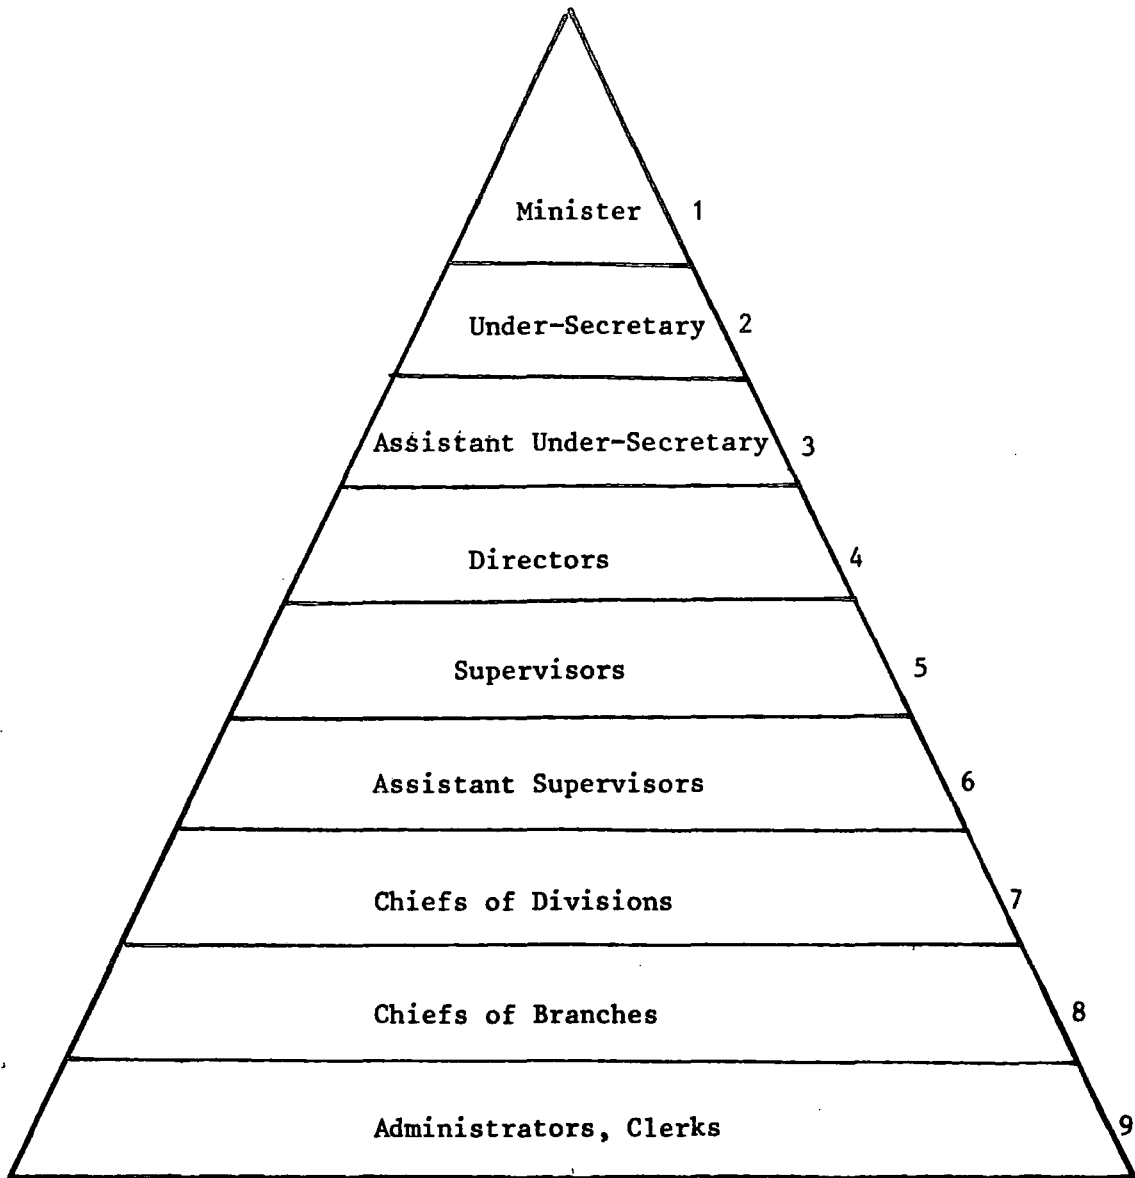 Minister 1
Under-Secretary 2
Assistant Under-Secretary 3
Directors 4
Supervisors 5
Assistant Supervisors 6
Chiefs of Divisions 7
Chiefs of Branches 8
Administrators, Clerks 9